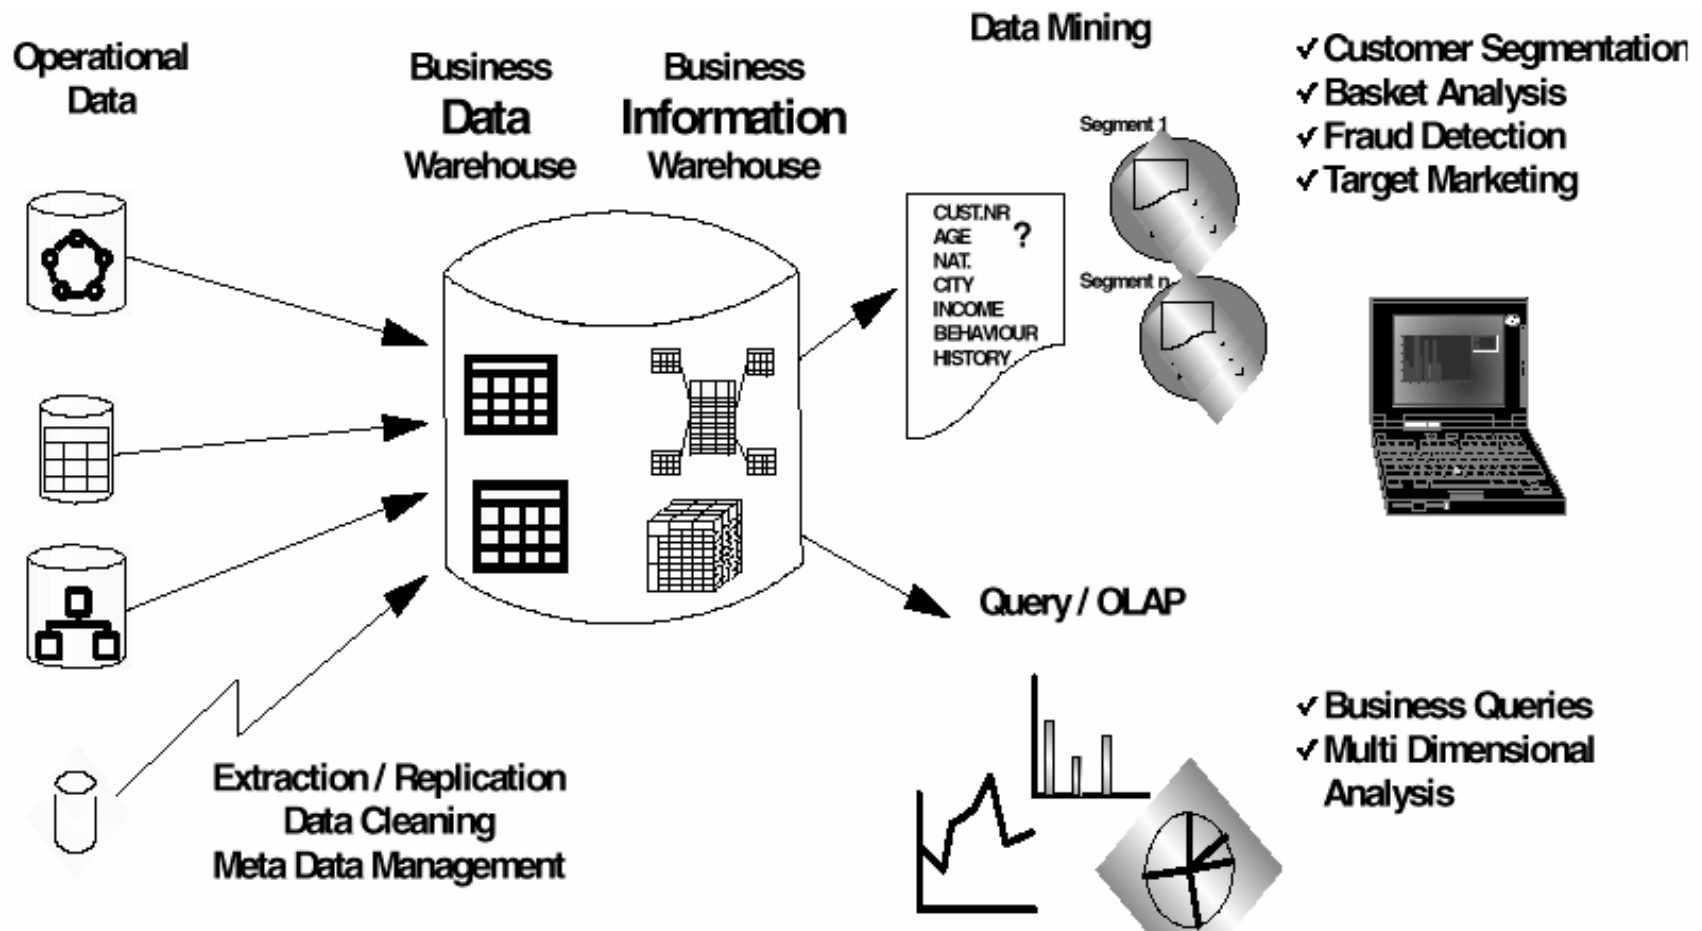 Operational
Data
Business
Data
Warehouse
Business
Information
Warehouse
Data Mining
✓ Customer Segmentation
✓ Basket Analysis
✓ Fraud Detection
✓ Target Marketing
Segment 1
Segment n
CUST.NR
AGE ?
NAT.
CITY
INCOME
BEHAVIOUR
HISTORY
Query / OLAP
✓ Business Queries
✓ Multi Dimensional
Analysis
Extraction / Replication
Data Cleaning
Meta Data Management